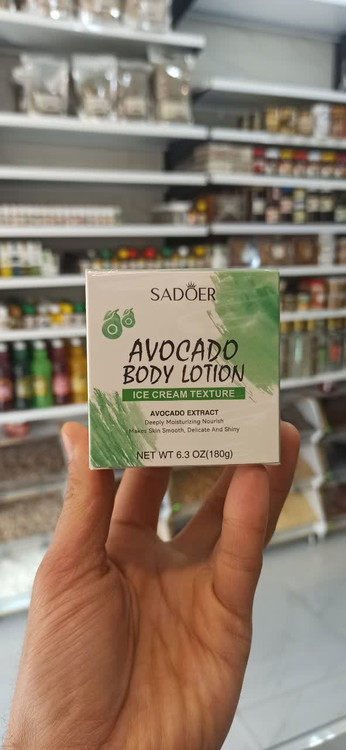 SADOER
AVOCADO
BODY LOTION
ICE CREAM TEXTURE
AVOCADO EXTRACT
Deeply Moisturizing Nourish
Makes Skin Smooth, Delicate And Shiny
NET WT 6.3 OZ(180g)